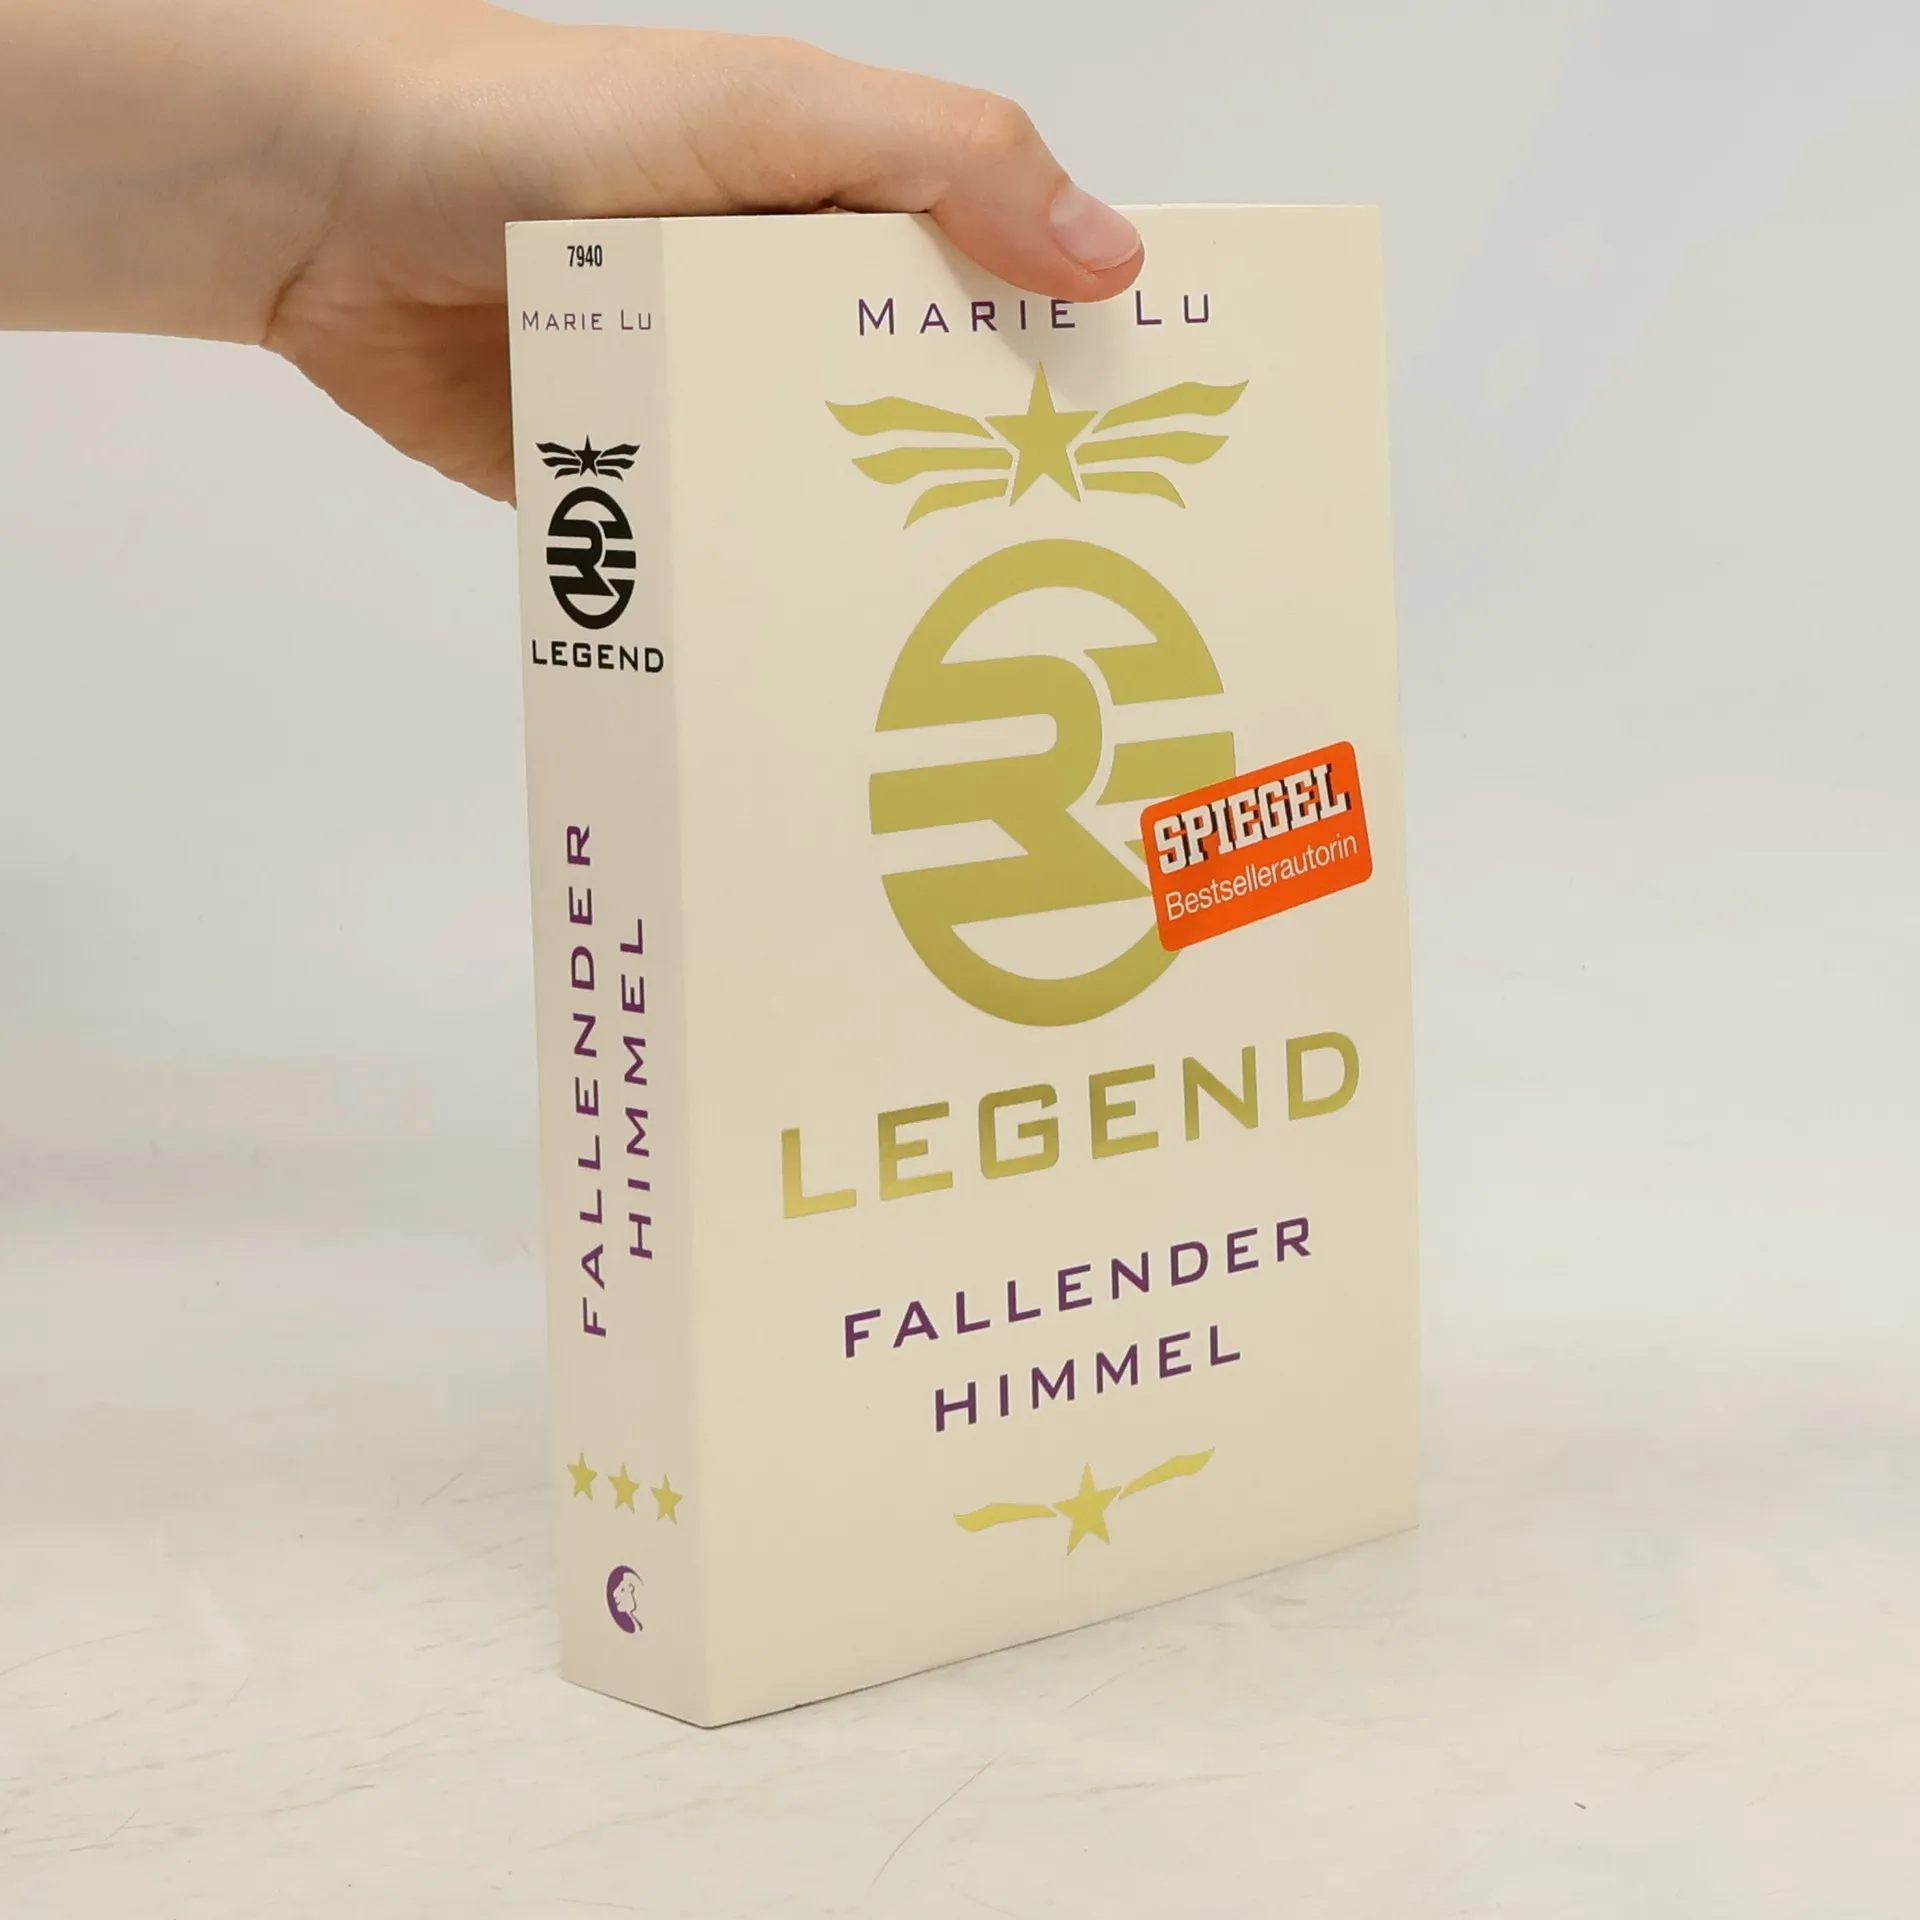 7940
MARIE LU
LEGEND
FALLENDER
HIMMEL
MARIE LU
R
SPIEGEL
Bestsellerautorin
LEGEND
FALLENDER
HIMMEL